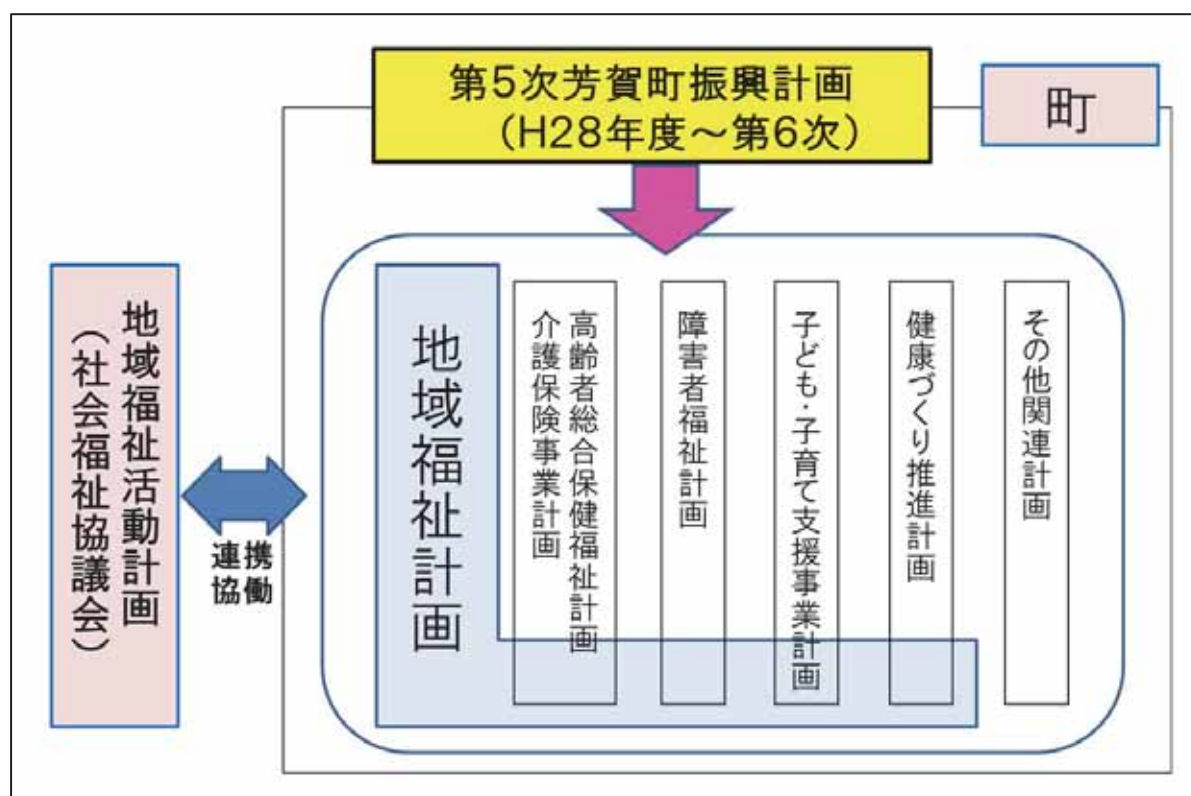 第5次芳賀町振興計画
（H28年度～第6次）
町
地域福祉活動計画
（社会福祉協議会）
連携
協働
地域福祉計画
高齢者総合保健福祉計画
介護保険事業計画
障害者福祉計画
子ども・子育て支援事業計画
健康づくり推進計画
その他関連計画